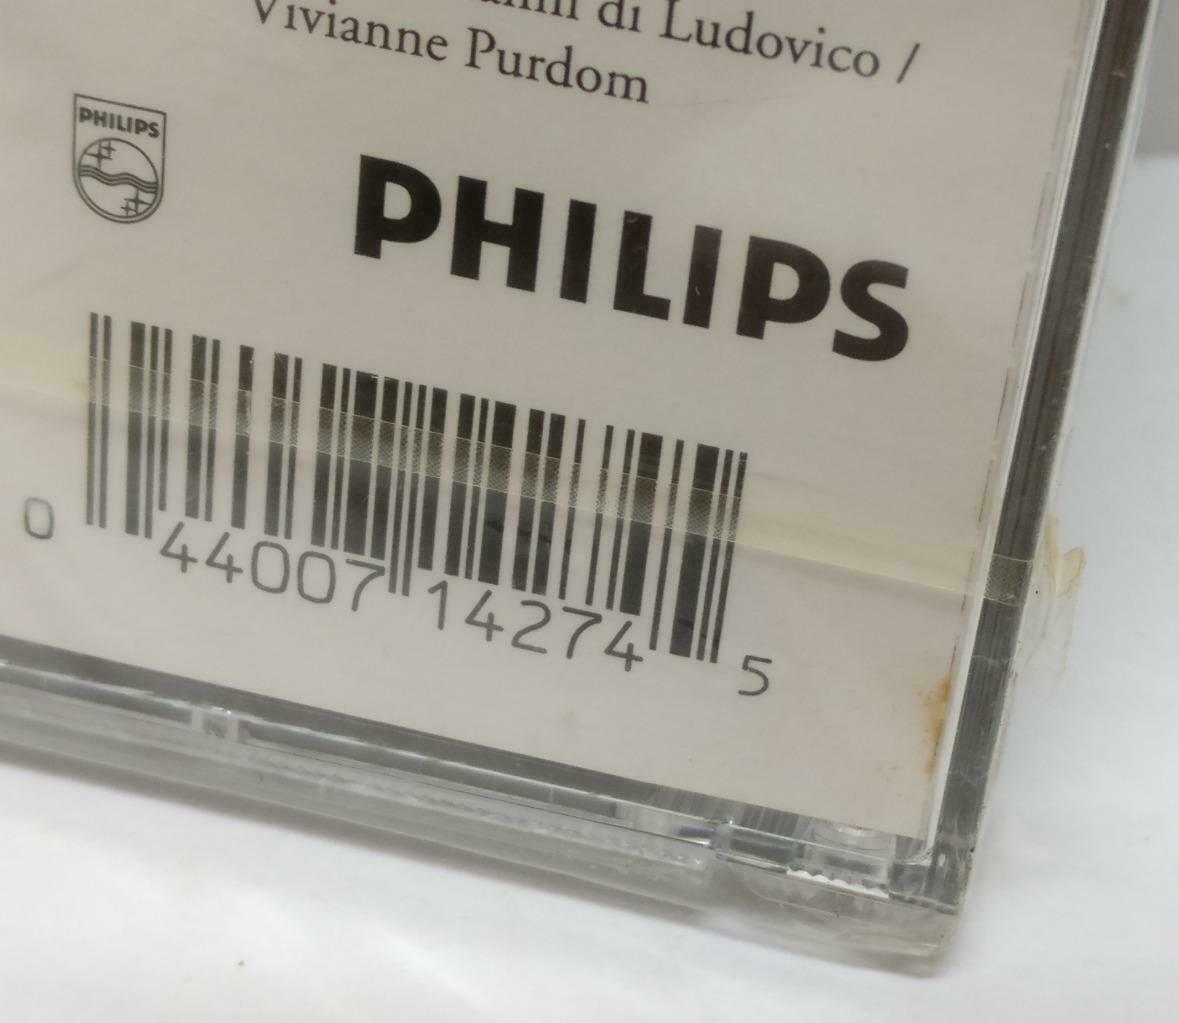 di Ludovico /
Vivianne Purdom
PHILIPS
PHILIPS
0 44007 14274 5